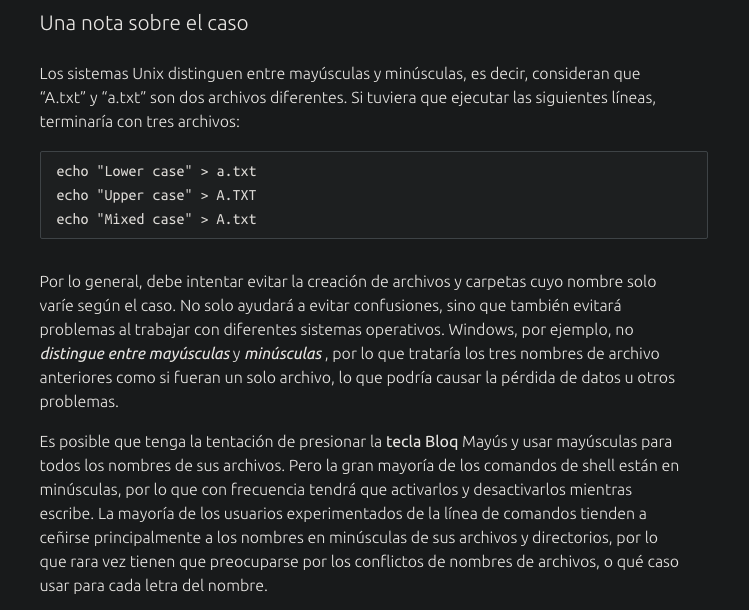 Una nota sobre el caso
Los sistemas Unix distinguen entre mayúsculas y minúsculas, es decir, consideran que
“A.txt” y “a.txt” son dos archivos diferentes. Si tuviera que ejecutar las siguientes líneas,
terminaría con tres archivos:
echo "Lower case" > a.txt
echo "Upper case" > A.TXT
echo "Mixed case" > A.txt
Por lo general, debe intentar evitar la creación de archivos y carpetas cuyo nombre solo
varíe según el caso. No solo ayudará a evitar confusiones, sino que también evitará
problemas al trabajar con diferentes sistemas operativos. Windows, por ejemplo, no
distingue entre mayúsculas y minúsculas , por lo que trataría los tres nombres de archivo
anteriores como si fueran un solo archivo, lo que podría causar la pérdida de datos u otros
problemas.
Es posible que tenga la tentación de presionar la tecla Bloq Mayús y usar mayúsculas para
todos los nombres de sus archivos. Pero la gran mayoría de los comandos de shell están en
minúsculas, por lo que con frecuencia tendrá que activarlos y desactivarlos mientras
escribe. La mayoría de los usuarios experimentados de la línea de comandos tienden a
ceñirse principalmente a los nombres en minúsculas de sus archivos y directorios, por lo
que rara vez tienen que preocuparse por los conflictos de nombres de archivos, o qué caso
usar para cada letra del nombre.